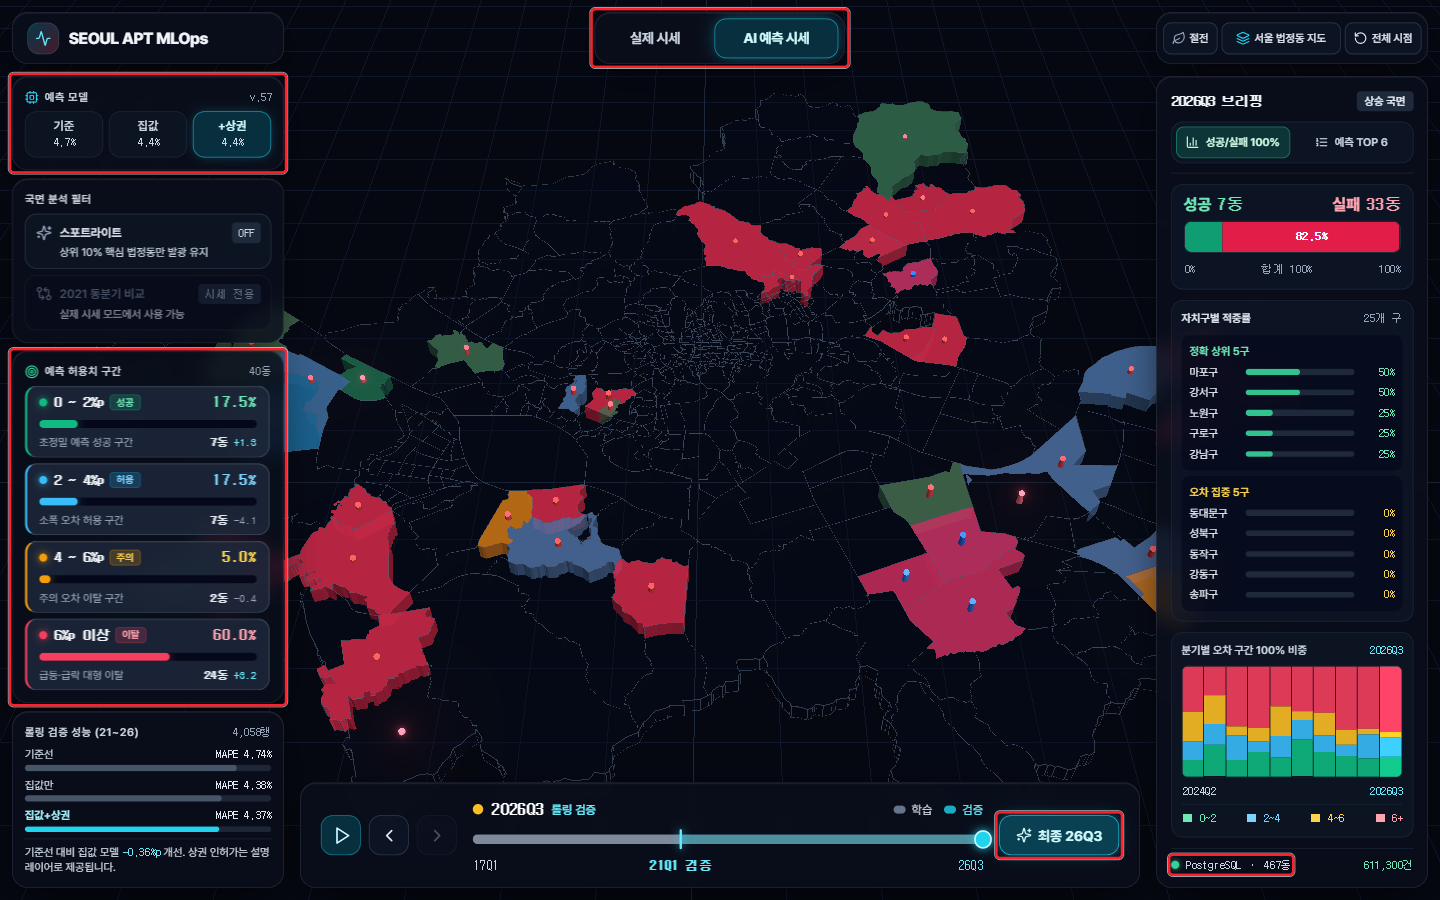 SEOUL APT MLOps
실제 시세
AI 예측 시세
절전
서울 법정동 지도
전체 시점
예측 모델
v.57
기준
4.7%
집값
4.4%
+상권
4.4%
국면 분석 필터
스포트라이트
OFF
상위 10% 핵심 법정동만 발광 유지
2021 동분기 비교
시세 전용
실제 시세 모드에서 사용 가능
예측 허용치 구간
40동
0 ~ 2%p 성공
17.5%
초정밀 예측 성공 구간
7동 +1.8
2 ~ 4%p 허용
17.5%
소폭 오차 허용 구간
7동 -4.1
4 ~ 6%p 주의
5.0%
주의 오차 이탈 구간
2동 -0.4
6%p 이상 이탈
60.0%
급등·급락 대형 이탈
24동 +8.2
롤링 검증 성능 (21~26)
4,056행
기준선
MAPE 4.74%
집값만
MAPE 4.38%
집값+상권
MAPE 4.37%
기준선 대비 집값 모델 -0.36%p 개선. 상권 인허가는 설명
레이어로 제공됩니다.
2026Q3 롤링 검증
학습
검증
17Q1
21Q1 검증
26Q3
최종 26Q3
2026Q3 브리핑
상승 국면
성공/실패 100%
예측 TOP 6
성공 7동
실패 33동
82.5%
0%
합계 100%
100%
자치구별 적중률
25개 구
정확 상위 5구
마포구
50%
강서구
50%
노원구
25%
구로구
25%
강남구
25%
오차 집중 5구
동대문구
0%
성북구
0%
동작구
0%
강동구
0%
송파구
0%
분기별 오차 구간 100% 비중
2026Q3
2024Q2
2026Q3
0~2
2~4
4~6
6+
PostgreSQL · 467동
611,300건